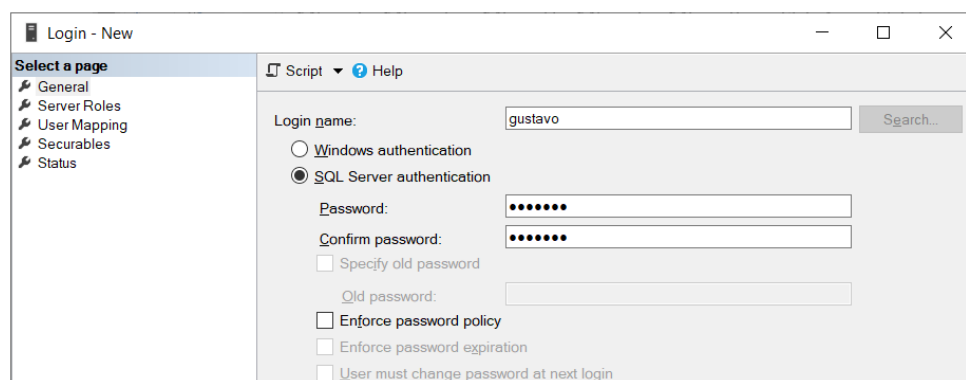 Login - New
Select a page
General
Server Roles
User Mapping
Securables
Status
Script
Help
Login name:
gustavo
Search...
Windows authentication
SQL Server authentication
Password:
•••••••
Confirm password:
•••••••
Specify old password
Old password:
Enforce password policy
Enforce password expiration
User must change password at next login